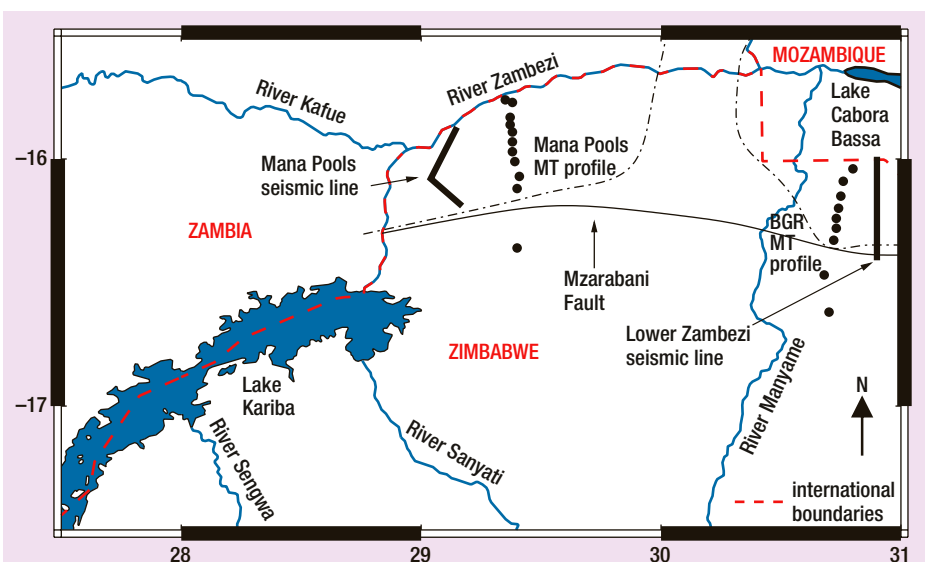 MOZAMBIQUE
River Zambezi
River Kafue
Lake
Cabora
Bassa
−16
Mana Pools
seismic line
Mana Pools
MT profile
ZAMBIA
BGR
MT
profile
Mzarabani
Fault
Lower Zambezi
seismic line
ZIMBABWE
Lake
Kariba
N
−17
River Sengwa
River Sanyati
River Manyame
international
boundaries
28
29
30
31